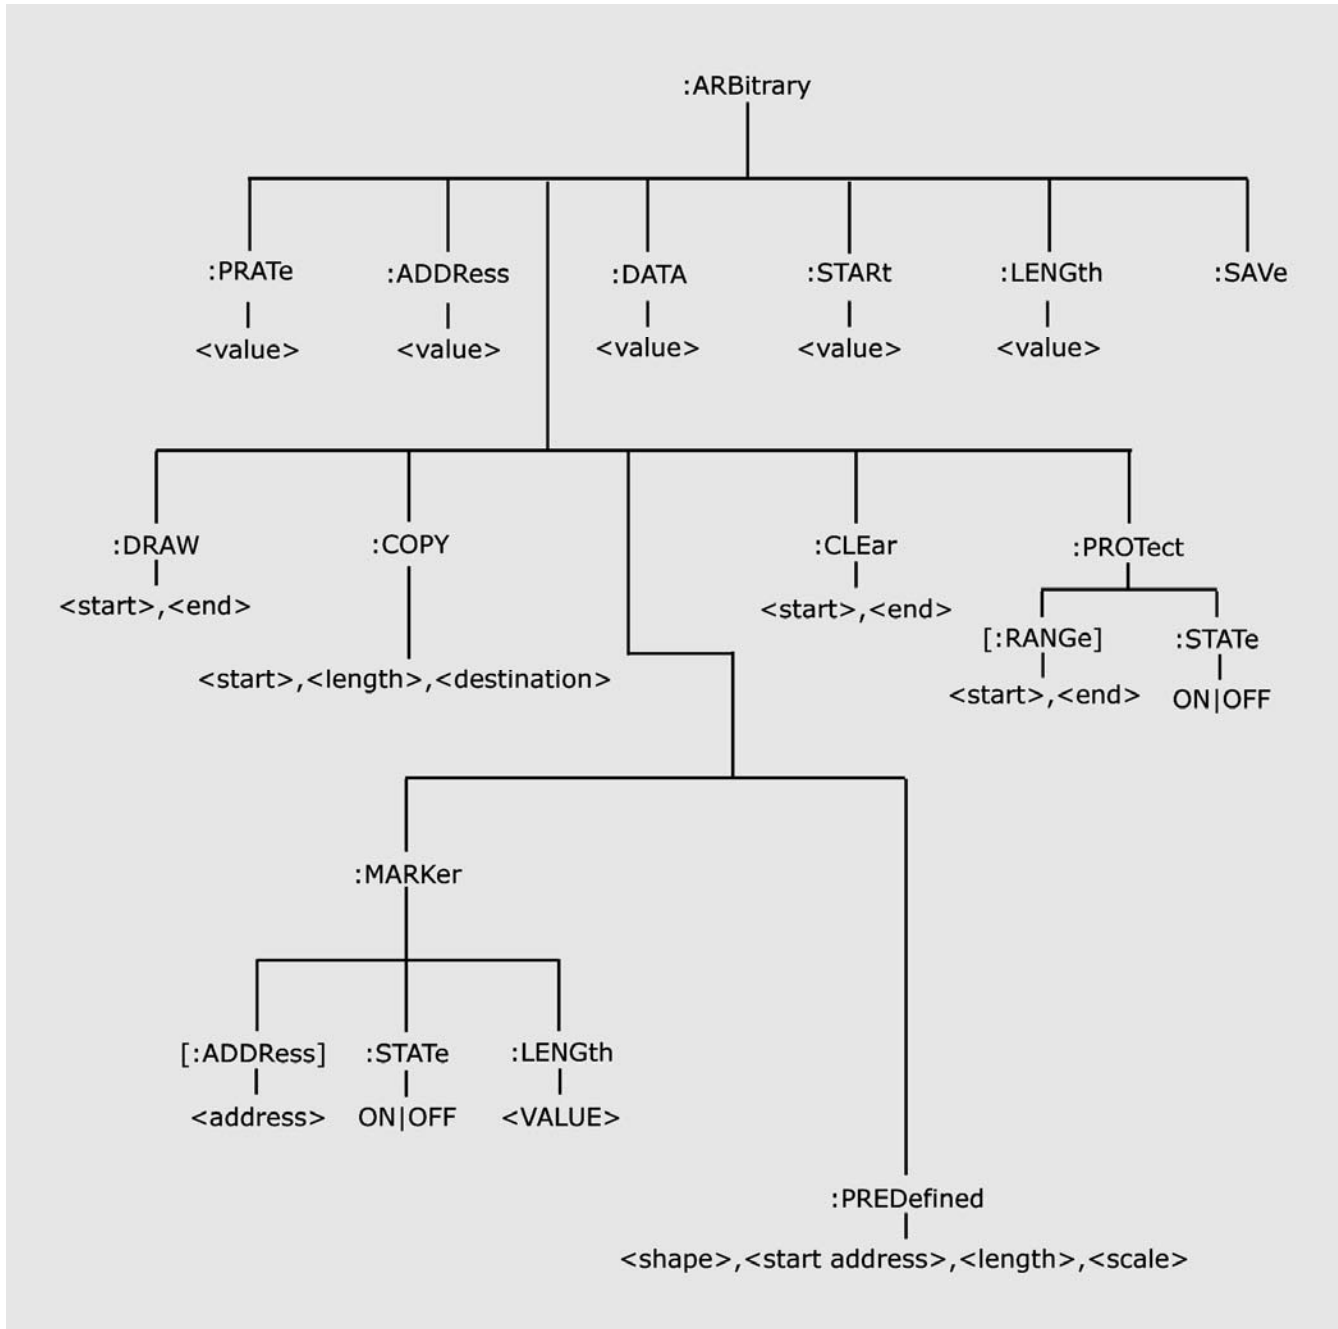 :ARBitrary
:PRATe :ADDRess :DATA :STARt :LENGth :SAVe
<value> <value> <value> <value> <value>
:DRAW :COPY :CLEar :PROTect
<start>,<end> <start>,<end>
[:RANGe] :STATe
<start>,<length>,<destination> <start>,<end> ON|OFF
:MARKer
[:ADDRess] :STATe :LENGth
<address> ON|OFF <VALUE>
:PREDefined
<shape>,<start address>,<length>,<scale>